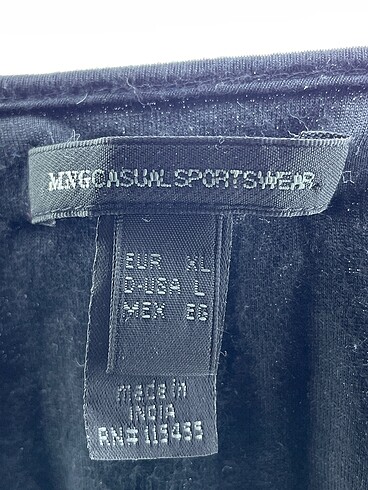 MNGCASUALSPORTSWEAR
EUR XL
D-USA L
MEX EG
made in
INDIA
RN# 115455